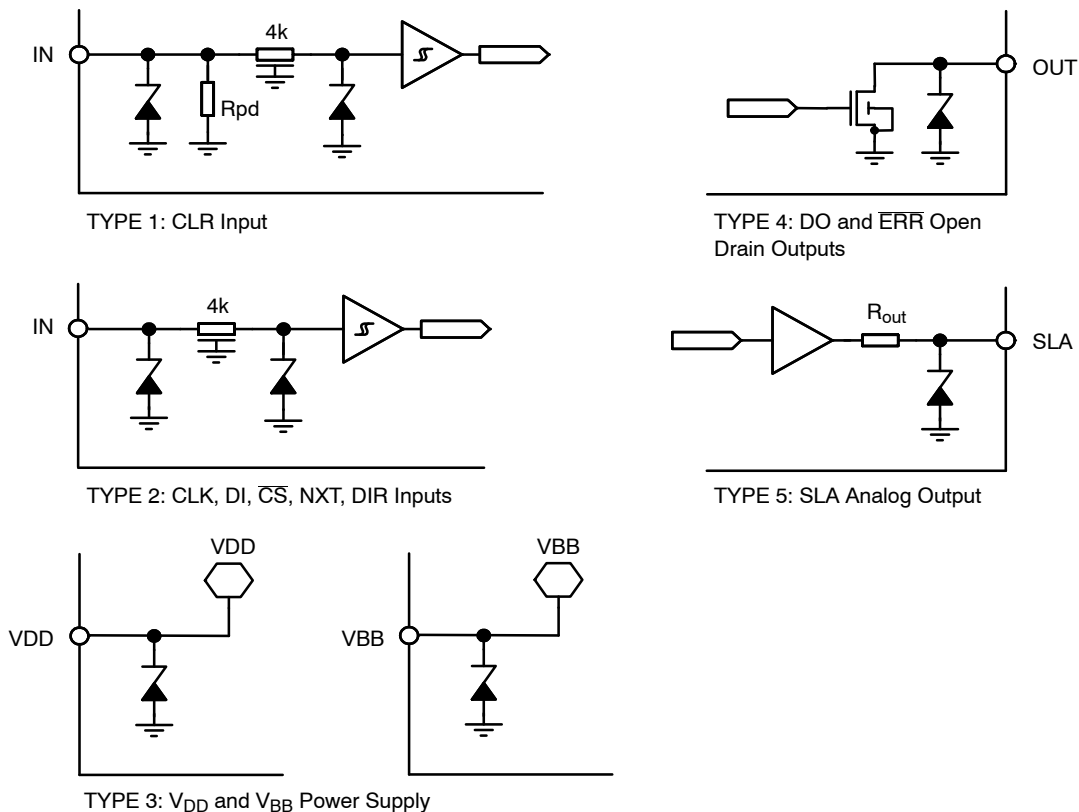 IN
4k
Rpd
TYPE 1: CLR Input
OUT
TYPE 4: DO and E̅R̅R̅ Open
Drain Outputs
IN
4k
TYPE 2: CLK, DI, C̅S̅, NXT, DIR Inputs
Rout
SLA
TYPE 5: SLA Analog Output
VDD
VDD
VBB
VBB
TYPE 3: VDD and VBB Power Supply